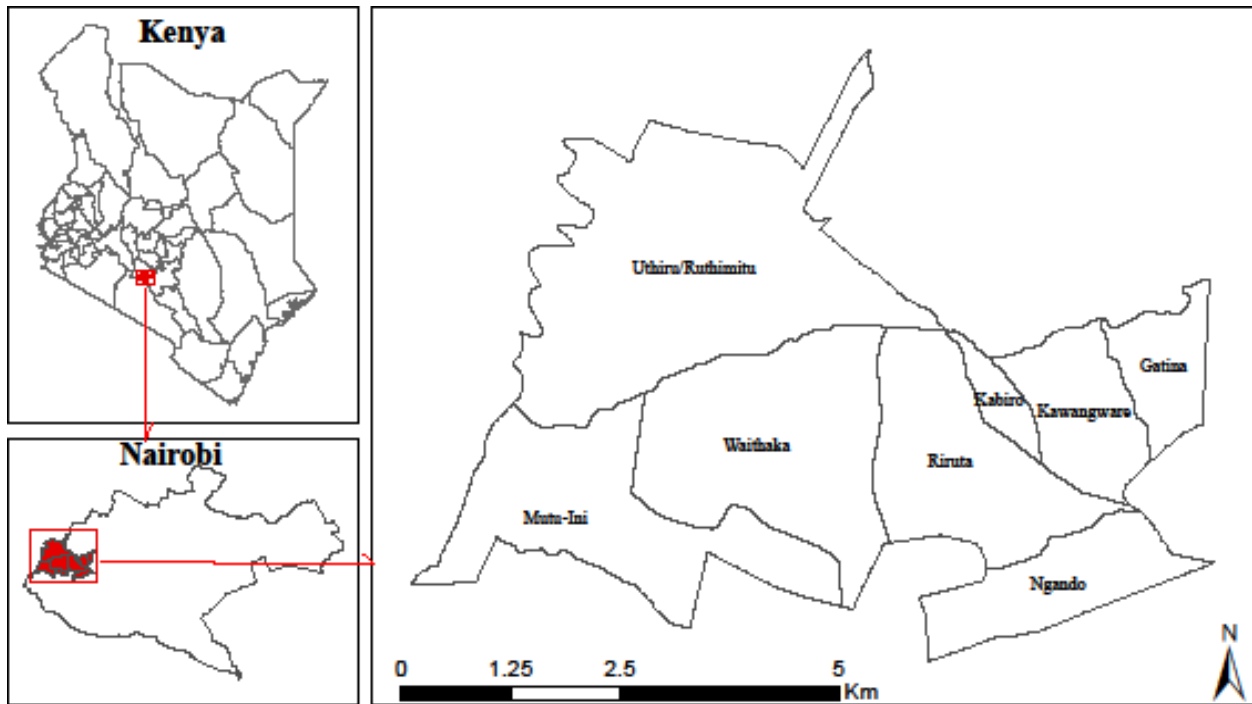 Kenya
Nairobi
Uthiru/Ruthimitu
Gatina
Kabiro
Kawangware
Waithaka
Riruta
Mutu-Ini
Ngando
N
0 1.25 2.5 5
Km